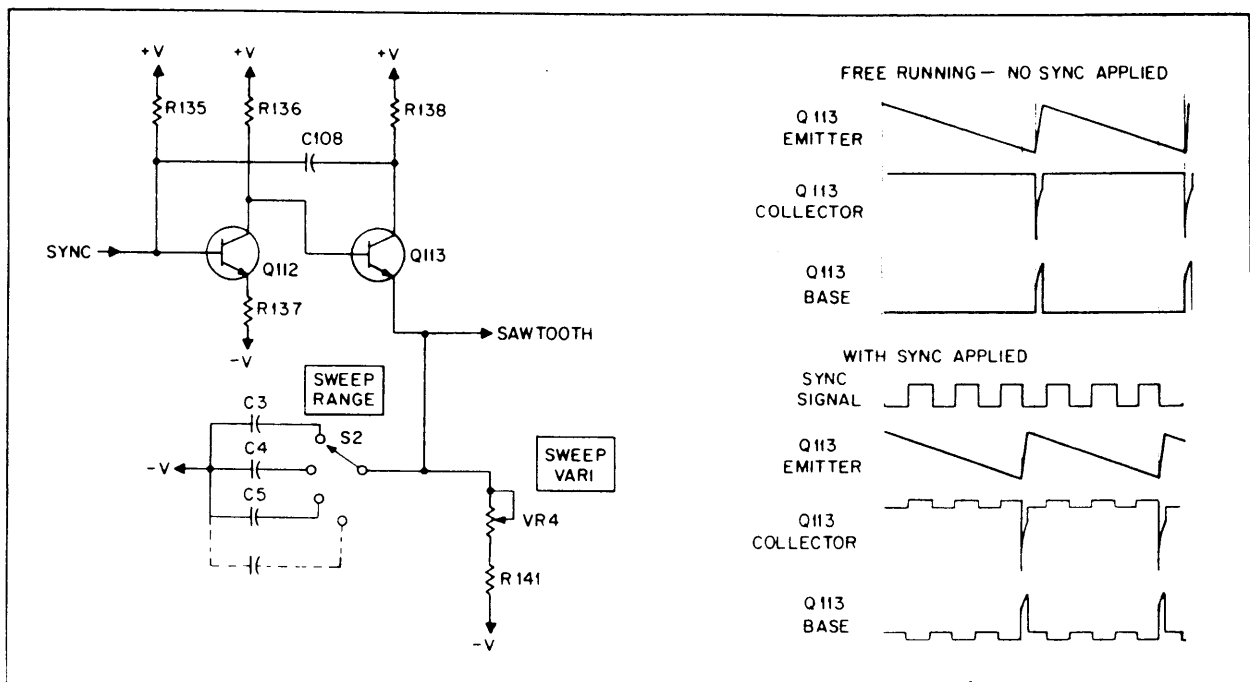 +V
+V
+V
R135
R136
R138
C108
SYNC
Q112
Q113
R137
-V
SAWTOOTH
SWEEP
RANGE
C3
S2
C4
-V
C5
SWEEP
VARI
VR4
R141
-V
FREE RUNNING — NO SYNC APPLIED
Q113
EMITTER
Q113
COLLECTOR
Q113
BASE
WITH SYNC APPLIED
SYNC
SIGNAL
Q113
EMITTER
Q113
COLLECTOR
Q113
BASE